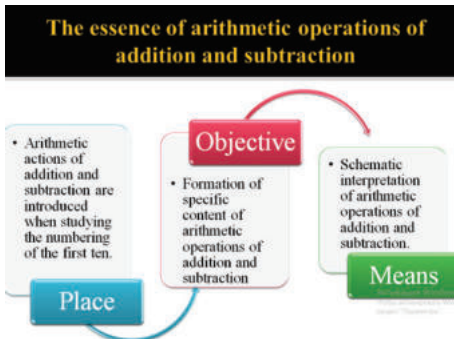 The essence of arithmetic operations of
addition and subtraction
• Arithmetic
actions of
addition and
subtraction are
introduced
when studying
the numbering
of the first ten.
Place
Objective
• Formation of
specific
content of
arithmetic
operations of
addition and
subtraction
• Schematic
interpretation
of arithmetic
operations of
addition and
subtraction.
Means